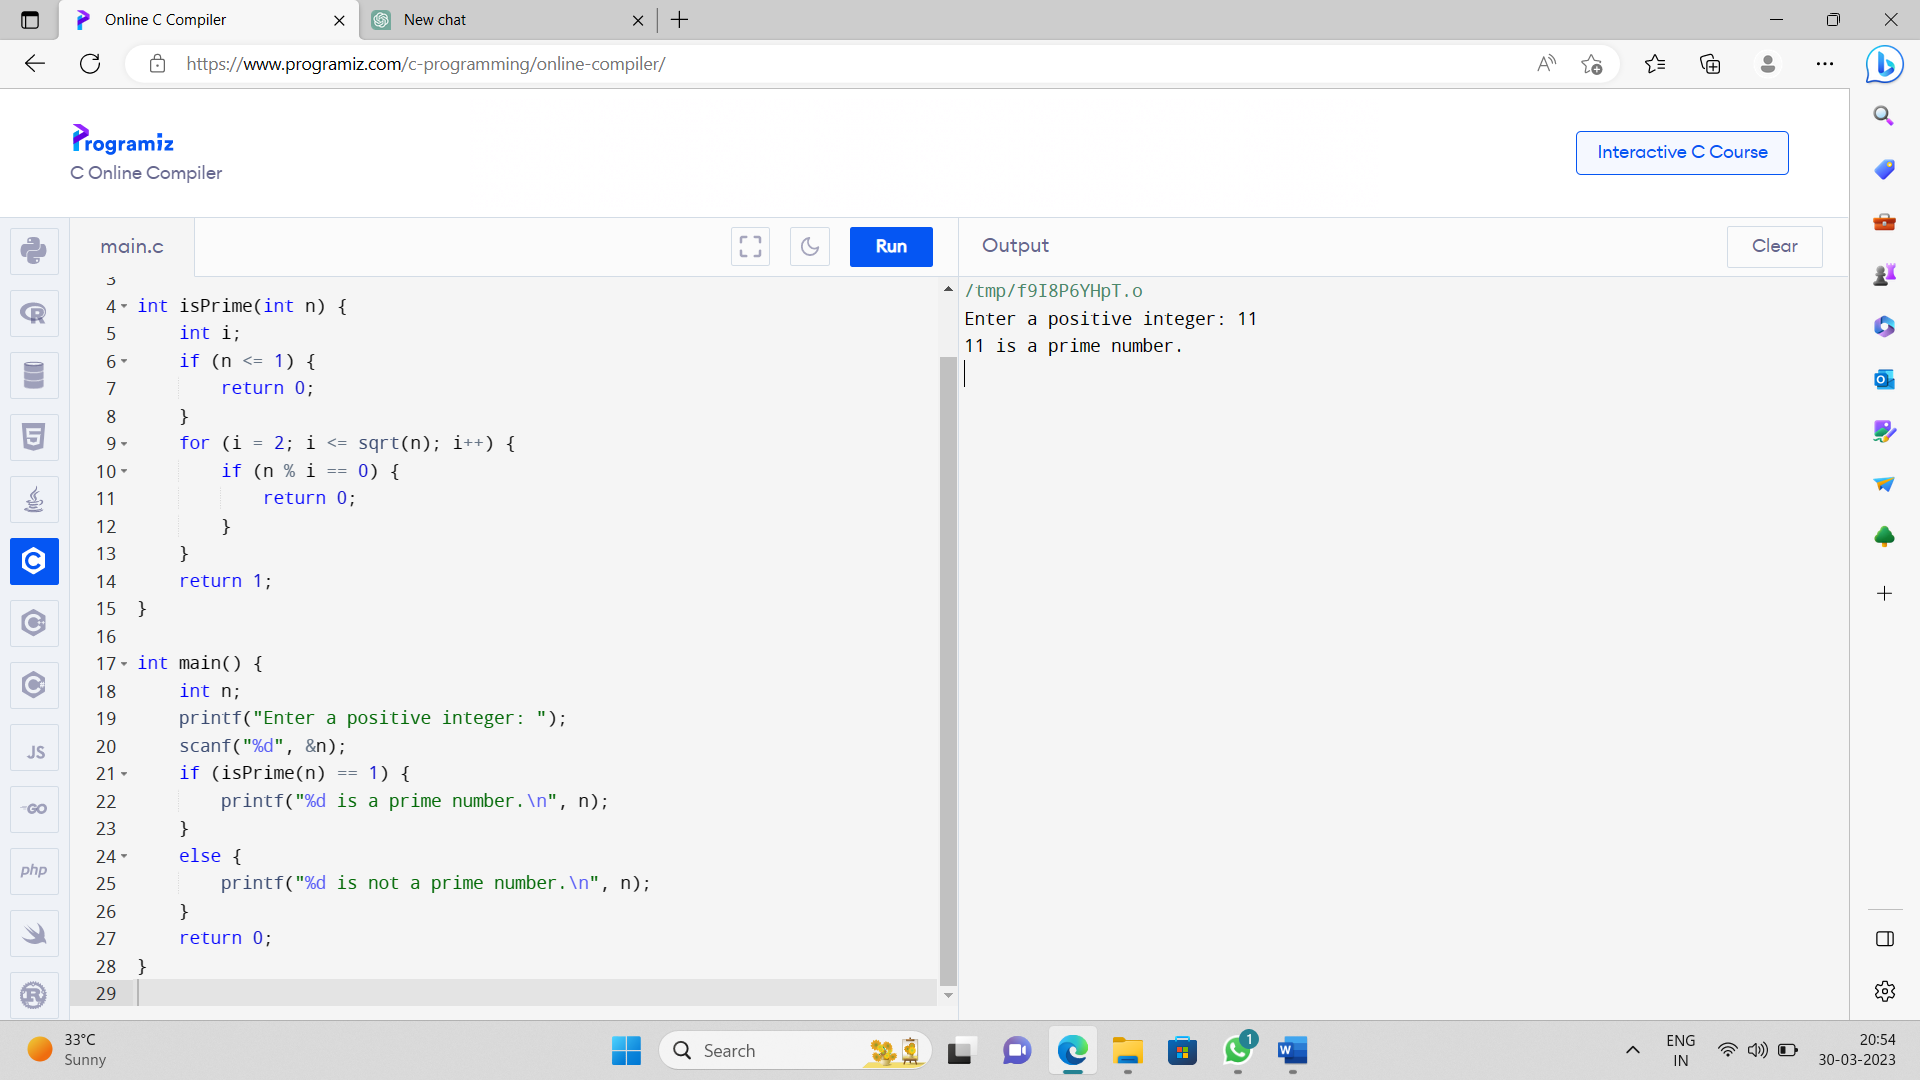 Online C Compiler
New chat
https://www.programiz.com/c-programming/online-compiler/
Programiz
C Online Compiler
Interactive C Course
main.c
Run
Output
Clear
3
4 int isPrime(int n) {
5 int i;
6 if (n <= 1) {
7 return 0;
8 }
9 for (i = 2; i <= sqrt(n); i++) {
10 if (n % i == 0) {
11 return 0;
12 }
13 }
14 return 1;
15 }
16
17 int main() {
18 int n;
19 printf("Enter a positive integer: ");
20 scanf("%d", &n);
21 if (isPrime(n) == 1) {
22 printf("%d is a prime number.\n", n);
23 }
24 else {
25 printf("%d is not a prime number.\n", n);
26 }
27 return 0;
28 }
29
/tmp/f9I8P6YHpT.o
Enter a positive integer: 11
11 is a prime number.
JS
GO
php
33°C
Sunny
Search
1
ENG
IN
20:54
30-03-2023